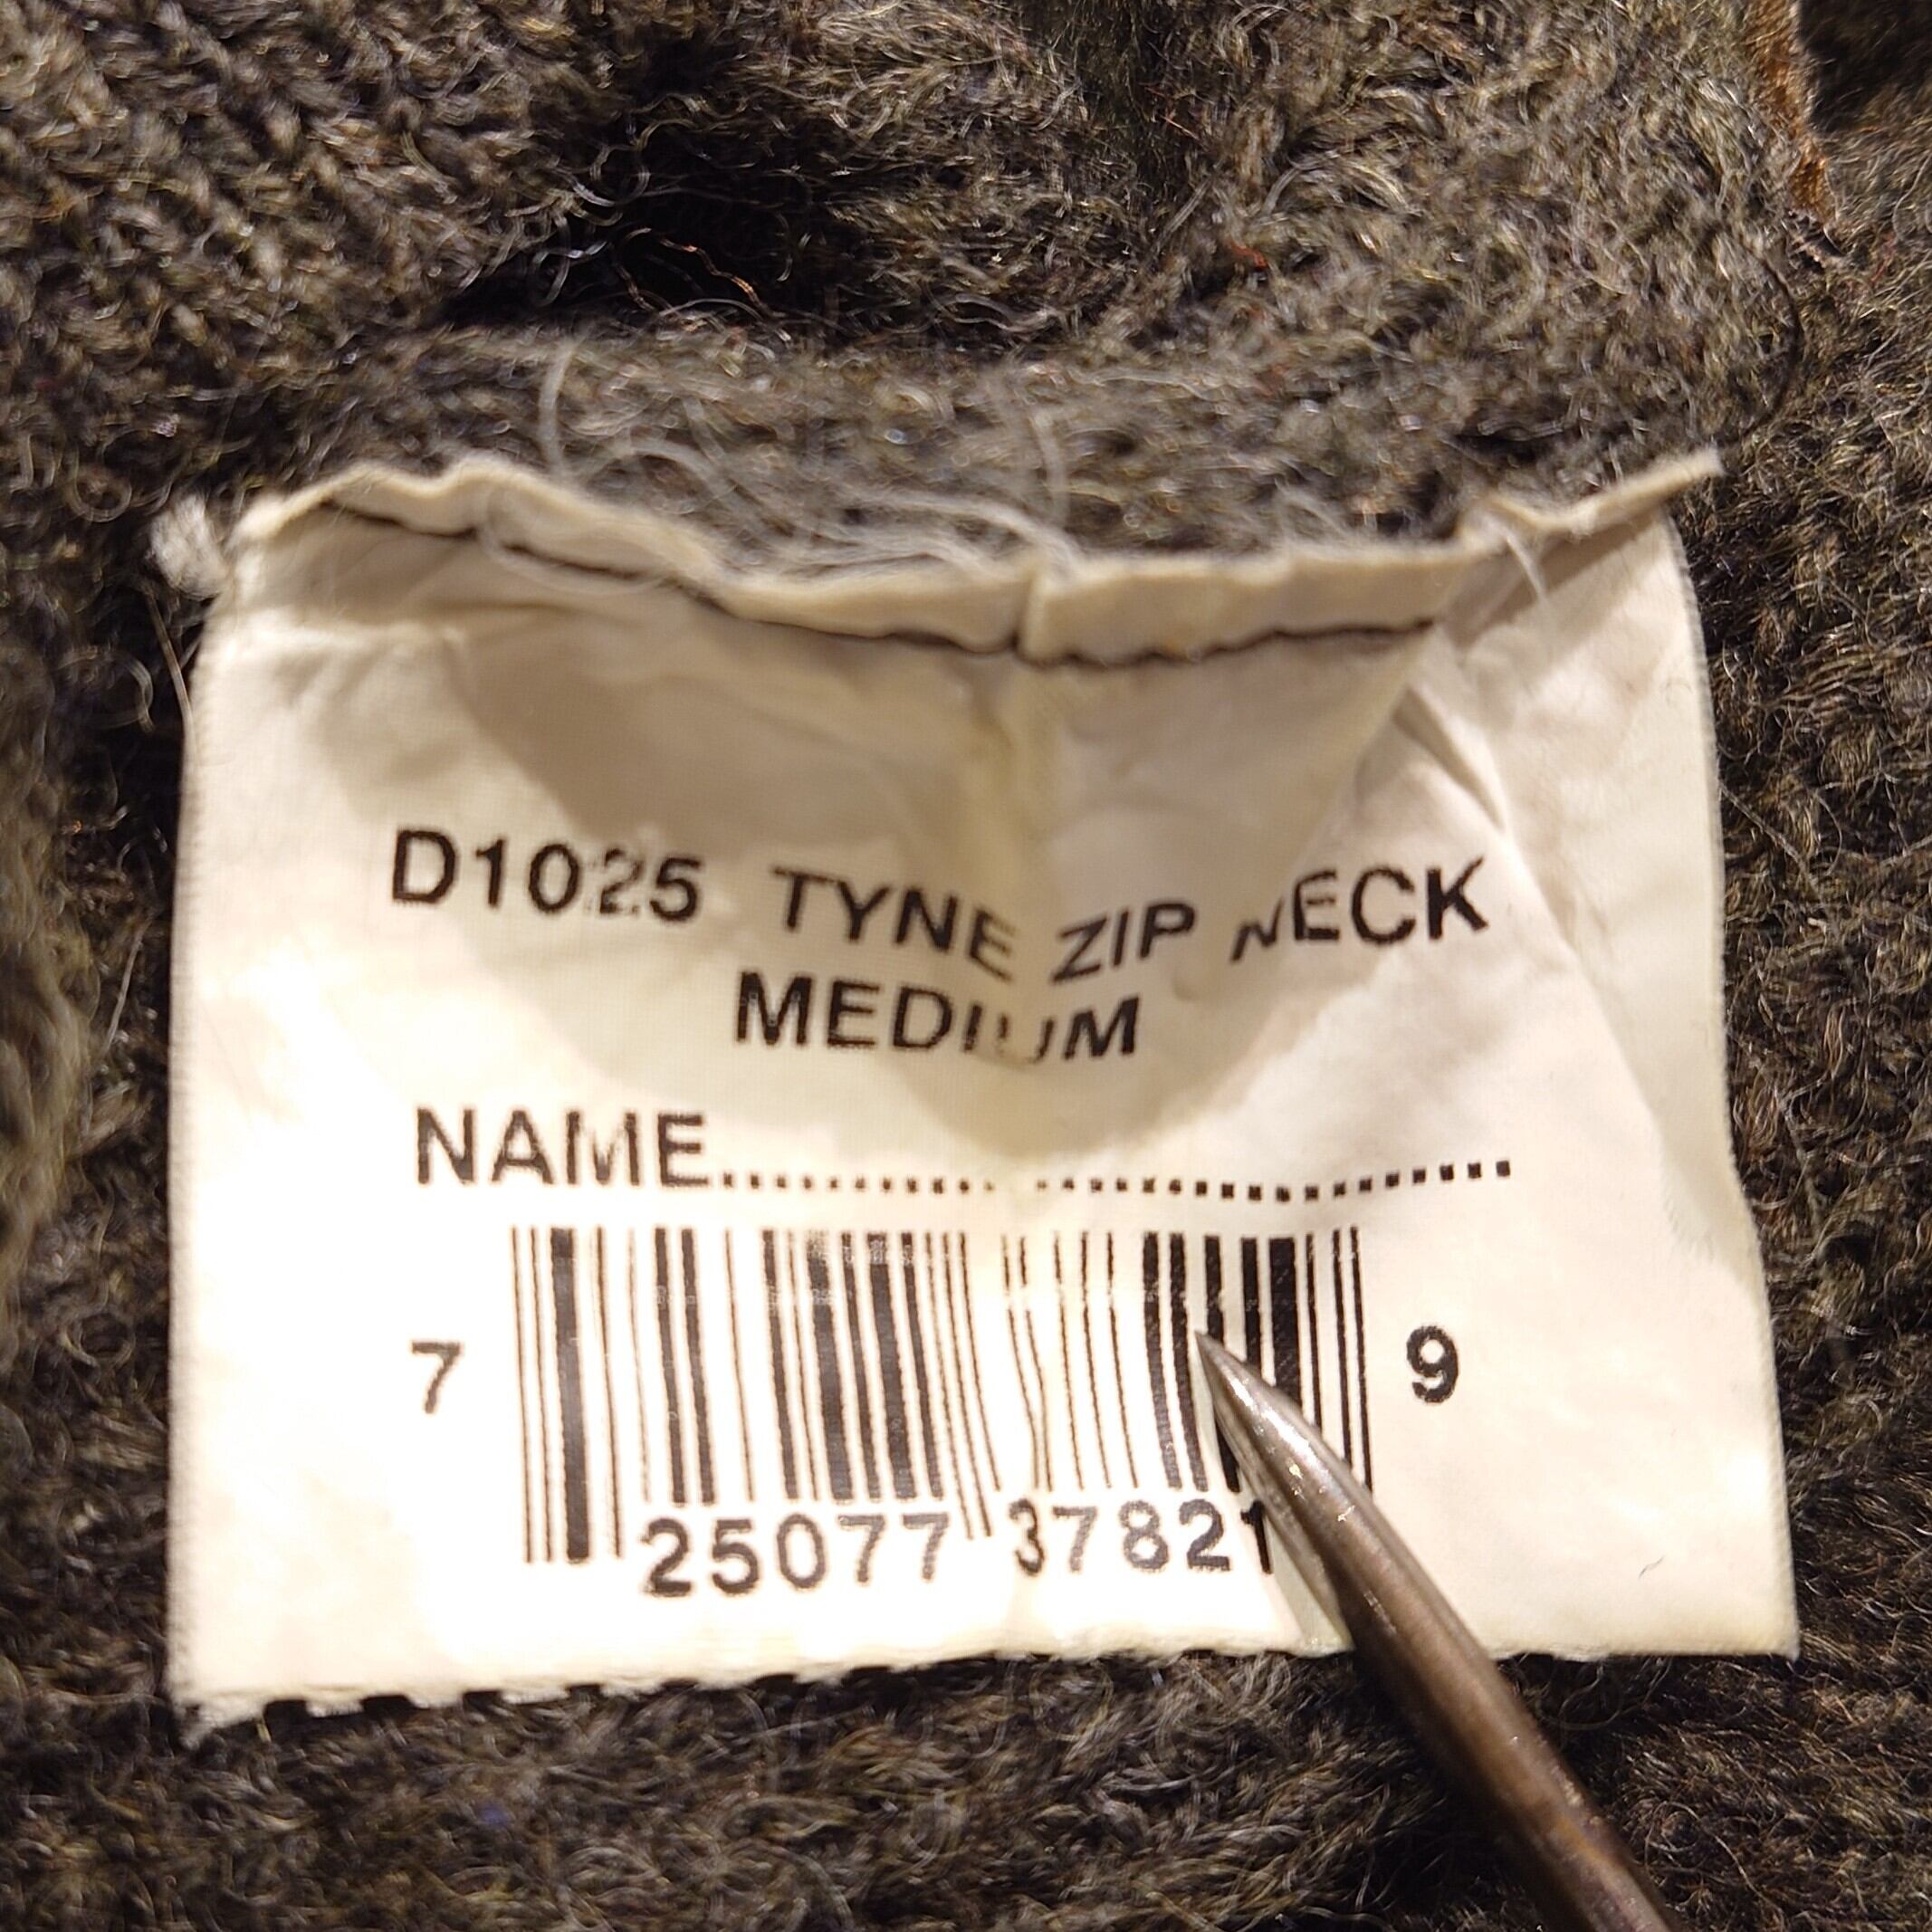 D1025 TYNE ZIP NECK
MEDIUM
NAME..............................
7 25077 37821 9